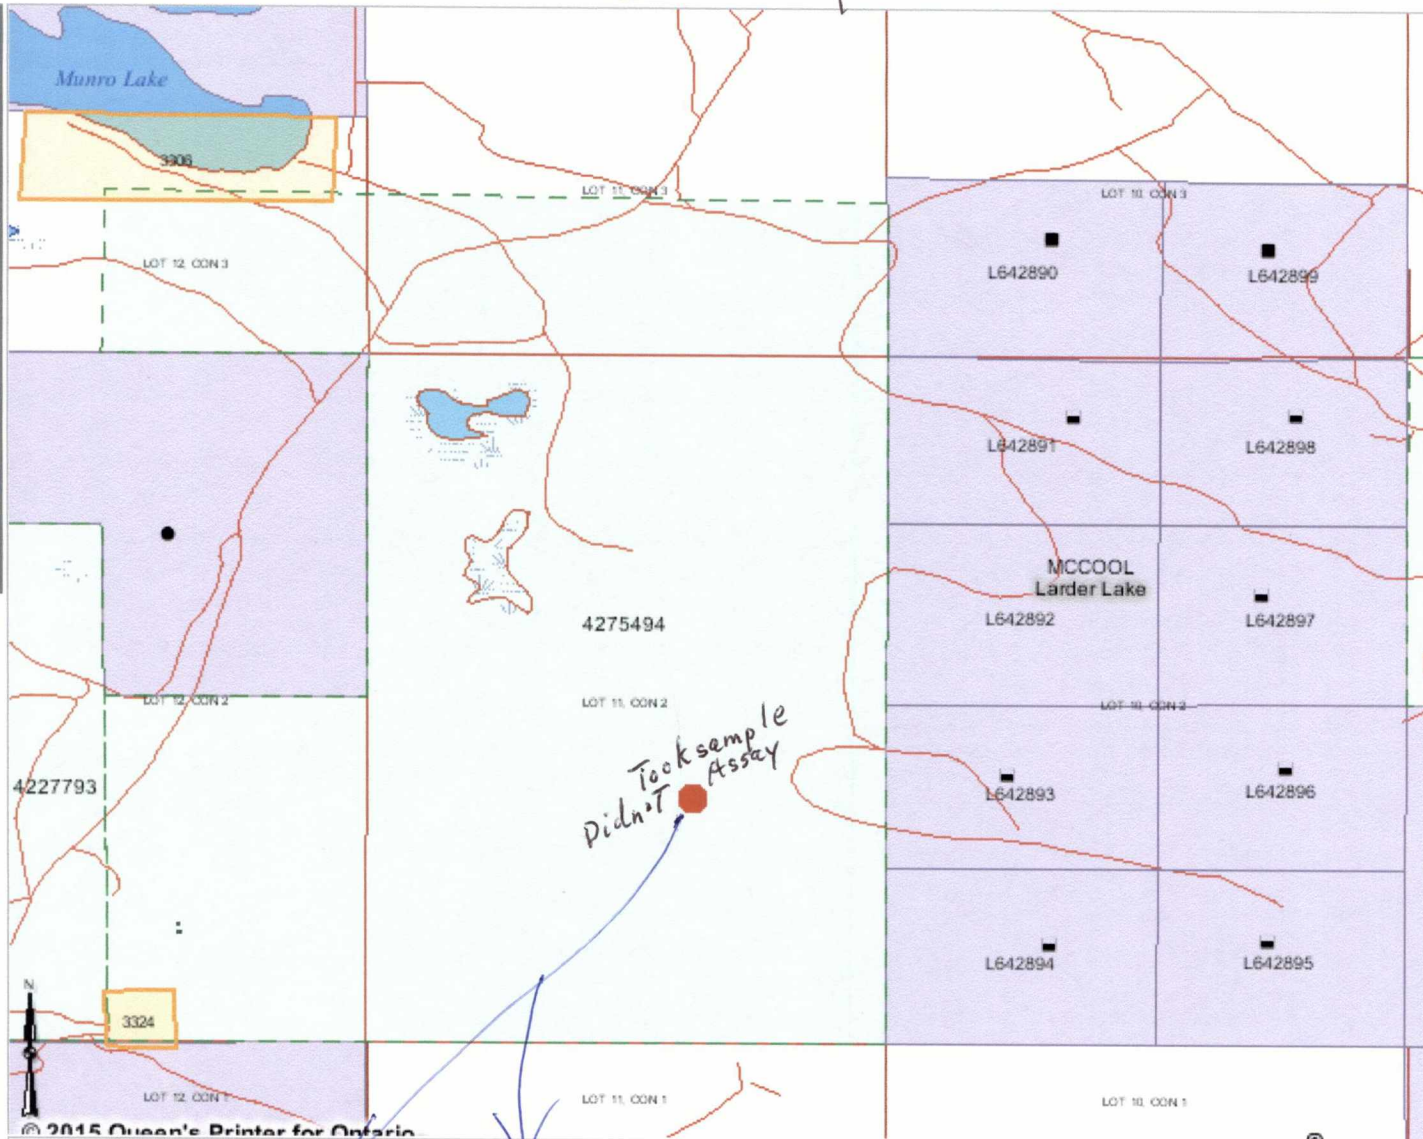 Munro Lake
3306
LOT 11, CON 3
LOT 10, CON 3
LOT 12, CON 3
L642890
L642899
L642891
L642898
MCCOOL
Larder Lake
L642892
L642897
4275494
LOT 12, CON 2
LOT 11, CON 2
LOT 10, CON 2
Took sample
Didn't Assay
4227793
L642893
L642896
L642894
L642895
N
3324
LOT 12, CON 1
LOT 11, CON 1
LOT 10, CON 1
© 2015 Queen's Printer for Ontario